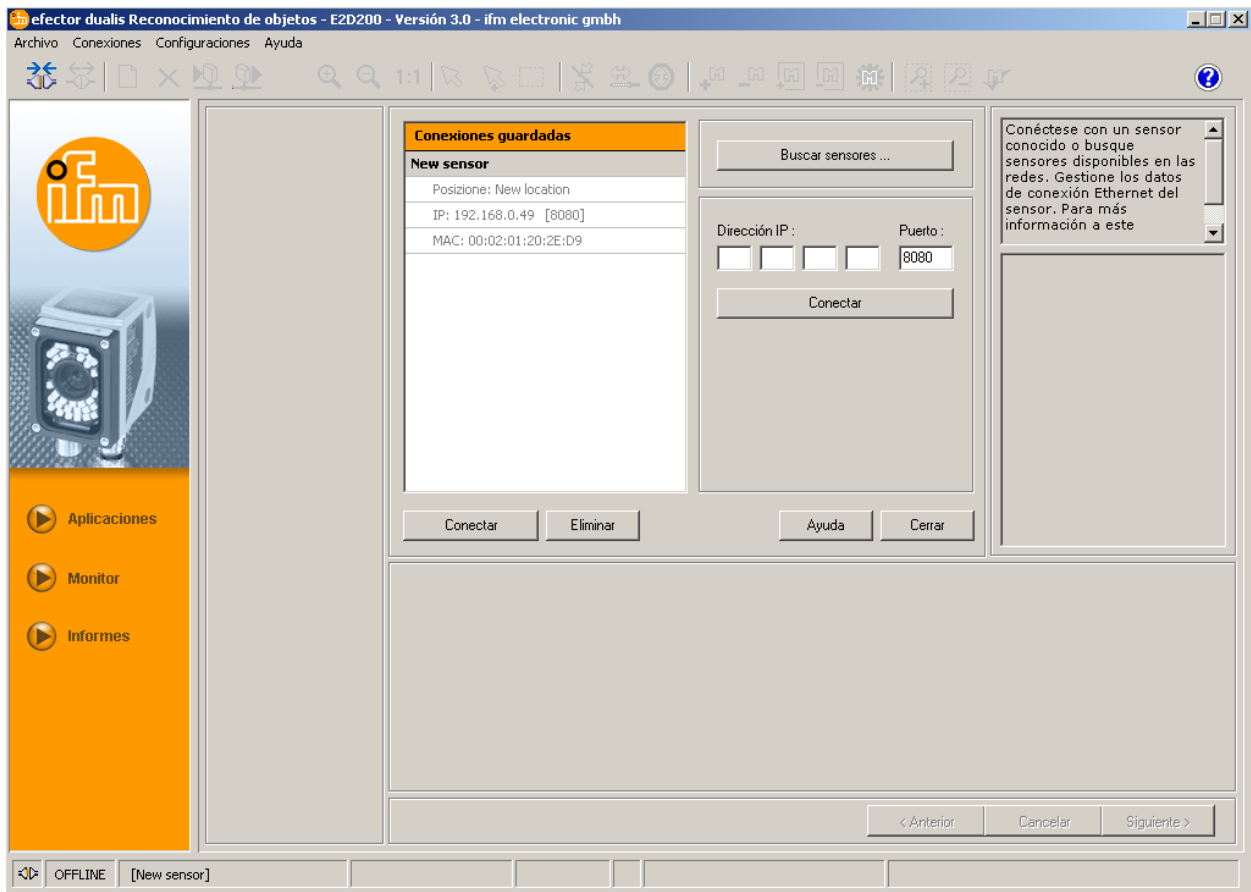 efector dualis Reconocimiento de objetos - E2D200 - Versión 3.0 - ifm electronic gmbh
Archivo Conexiones Configuraciones Ayuda
1:1
ifm
Aplicaciones
Monitor
Informes
Conexiones guardadas
New sensor
Posizione: New location
IP: 192.168.0.49 [8080]
MAC: 00:02:01:20:2E:D9
Conectar Eliminar
Buscar sensores ...
Dirección IP : Puerto :
8080
Conectar
Ayuda Cerrar
Conéctese con un sensor
conocido o busque
sensores disponibles en las
redes. Gestione los datos
de conexión Ethernet del
sensor. Para más
información a este
< Anterior Cancelar Siguiente >
OFFLINE [New sensor]